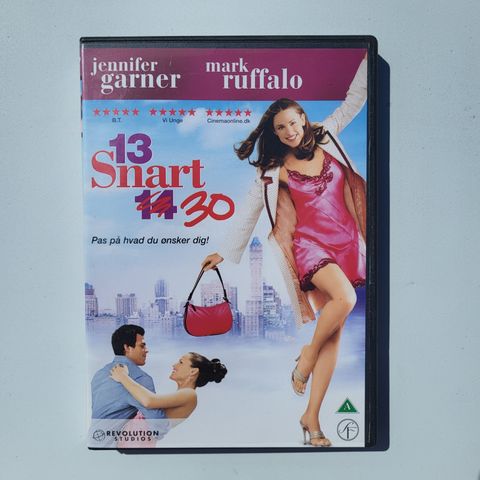 jennifer garner
mark ruffalo
★★★★★ ★★★★★ ★★★★★
B.T. Vi Unge Cinemaonline.dk
13
Snart
14 30
Pas på hvad du ønsker dig!
REVOLUTION
STUDIOS
A
SF